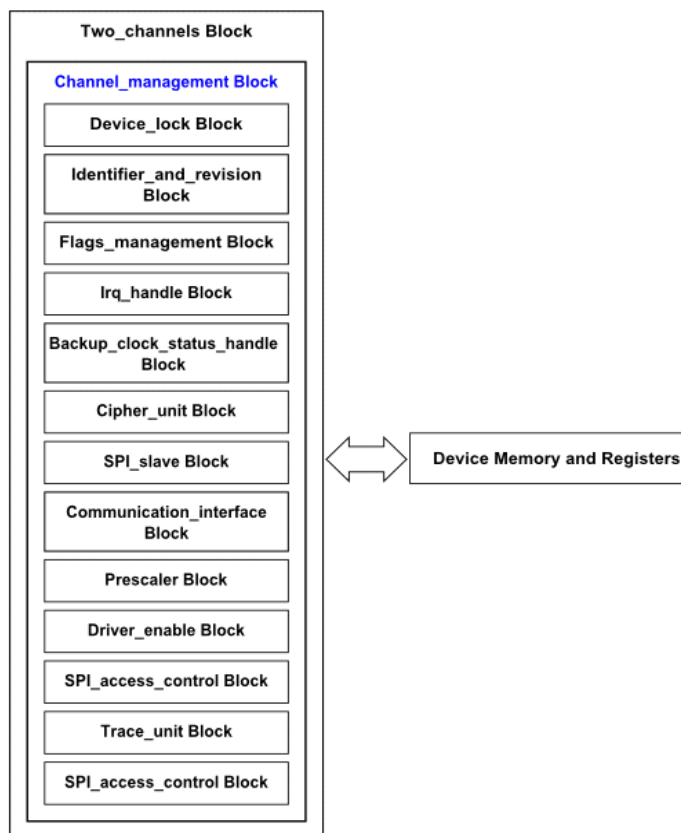 Two_channels Block
Channel_management Block
Device_lock Block
Identifier_and_revision
Block
Flags_management Block
Irq_handle Block
Backup_clock_status_handle
Block
Cipher_unit Block
SPI_slave Block
Device Memory and Registers
Communication_interface
Block
Prescaler Block
Driver_enable Block
SPI_access_control Block
Trace_unit Block
SPI_access_control Block